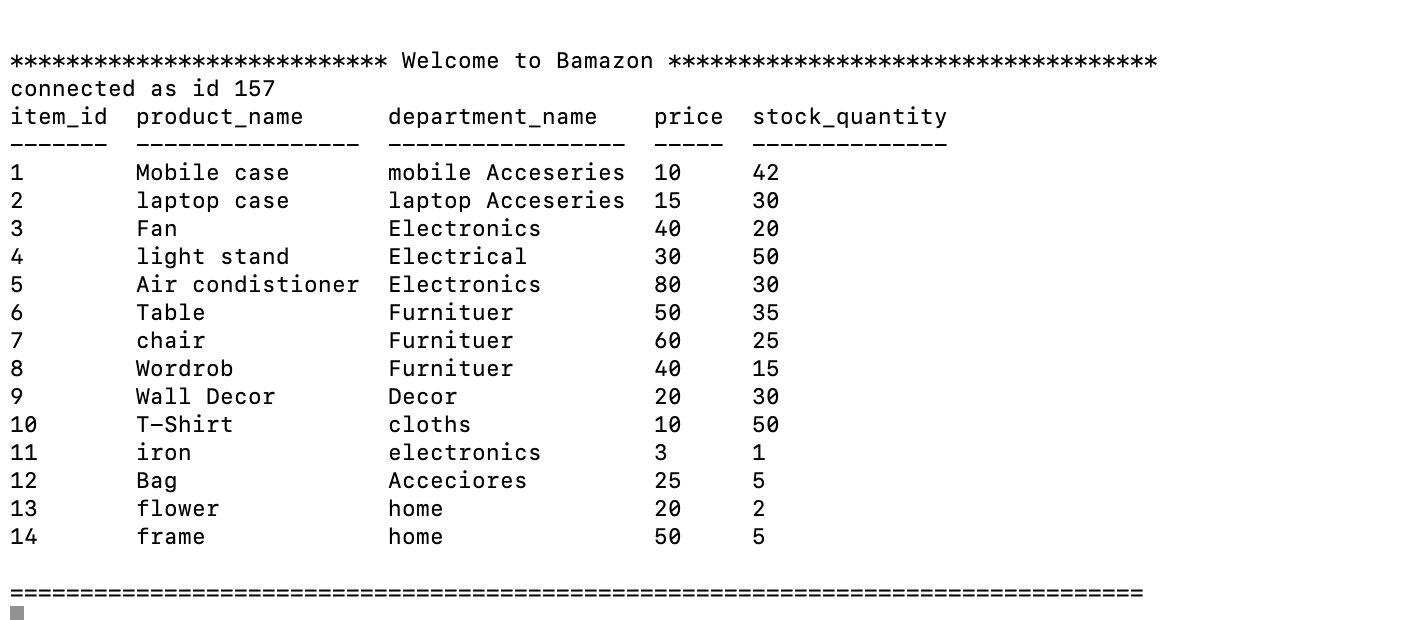 *************************** Welcome to Bamazon ***********************************
connected as id 157
item_id  product_name      department_name    price  stock_quantity
-------  ----------------  -----------------  -----  --------------
1        Mobile case       mobile Acceseries  10     42
2        laptop case       laptop Acceseries  15     30
3        Fan               Electronics        40     20
4        light stand       Electrical         30     50
5        Air condistioner  Electronics        80     30
6        Table             Furnituer          50     35
7        chair             Furnituer          60     25
8        Wordrob           Furnituer          40     15
9        Wall Decor        Decor              20     30
10       T-Shirt           cloths             10     50
11       iron              electronics        3      1
12       Bag               Acceciores         25     5
13       flower            home               20     2
14       frame             home               50     5
=================================================================================